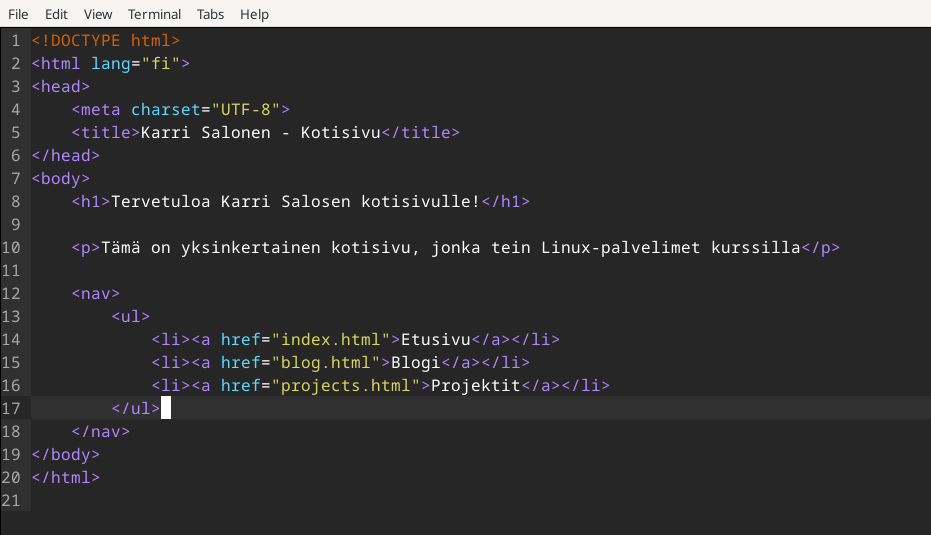 File Edit View Terminal Tabs Help
1 <!DOCTYPE html>
2 <html lang="fi">
3 <head>
4     <meta charset="UTF-8">
5     <title>Karri Salonen - Kotisivu</title>
6 </head>
7 <body>
8     <h1>Tervetuloa Karri Salosen kotisivulle!</h1>
9
10     <p>Tämä on yksinkertainen kotisivu, jonka tein Linux-palvelimet kurssilla</p>
11
12     <nav>
13         <ul>
14             <li><a href="index.html">Etusivu</a></li>
15             <li><a href="blog.html">Blogi</a></li>
16             <li><a href="projects.html">Projektit</a></li>
17         </ul>
18     </nav>
19 </body>
20 </html>
21